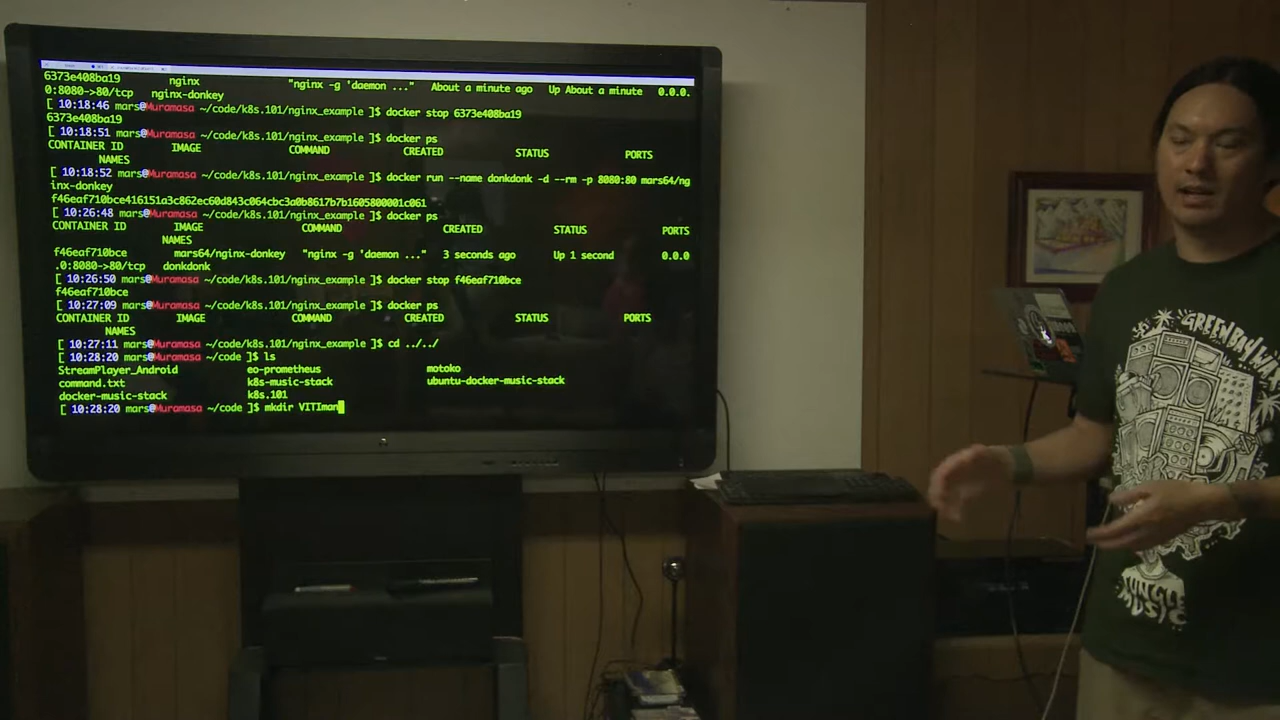 6373e408ba19 nginx "nginx -g 'daemon ..." About a minute ago Up About a minute 0.0.0.
0:8080->80/tcp nginx-donkey
[ 10:18:46 mars@Muramasa ~/code/k8s.101/nginx_example ]$ docker stop 6373e408ba19
6373e408ba19
[ 10:18:51 mars@Muramasa ~/code/k8s.101/nginx_example ]$ docker ps
CONTAINER ID IMAGE COMMAND CREATED STATUS PORTS
NAMES
[ 10:18:52 mars@Muramasa ~/code/k8s.101/nginx_example ]$ docker run --name donkdonk -d --rm -p 8080:80 mars64/ng
inx-donkey
f46eaf710bce416151a3c862ec60d843c064cbc3a0b8617b7b1605800001c061
[ 10:26:48 mars@Muramasa ~/code/k8s.101/nginx_example ]$ docker ps
CONTAINER ID IMAGE COMMAND CREATED STATUS PORTS
NAMES
f46eaf710bce mars64/nginx-donkey "nginx -g 'daemon ..." 3 seconds ago Up 1 second 0.0.0
.0:8080->80/tcp donkdonk
[ 10:26:50 mars@Muramasa ~/code/k8s.101/nginx_example ]$ docker stop f46eaf710bce
f46eaf710bce
[ 10:27:09 mars@Muramasa ~/code/k8s.101/nginx_example ]$ docker ps
CONTAINER ID IMAGE COMMAND CREATED STATUS PORTS
NAMES
[ 10:27:11 mars@Muramasa ~/code/k8s.101/nginx_example ]$ cd ../../
[ 10:28:20 mars@Muramasa ~/code ]$ ls
StreamPlayer_Android eo-prometheus motoko
command.txt k8s-music-stack ubuntu-docker-music-stack
docker-music-stack k8s.101
[ 10:28:20 mars@Muramasa ~/code ]$ mkdir VITIman
GREEN BAY WAX
JUNGLE
MUSIC